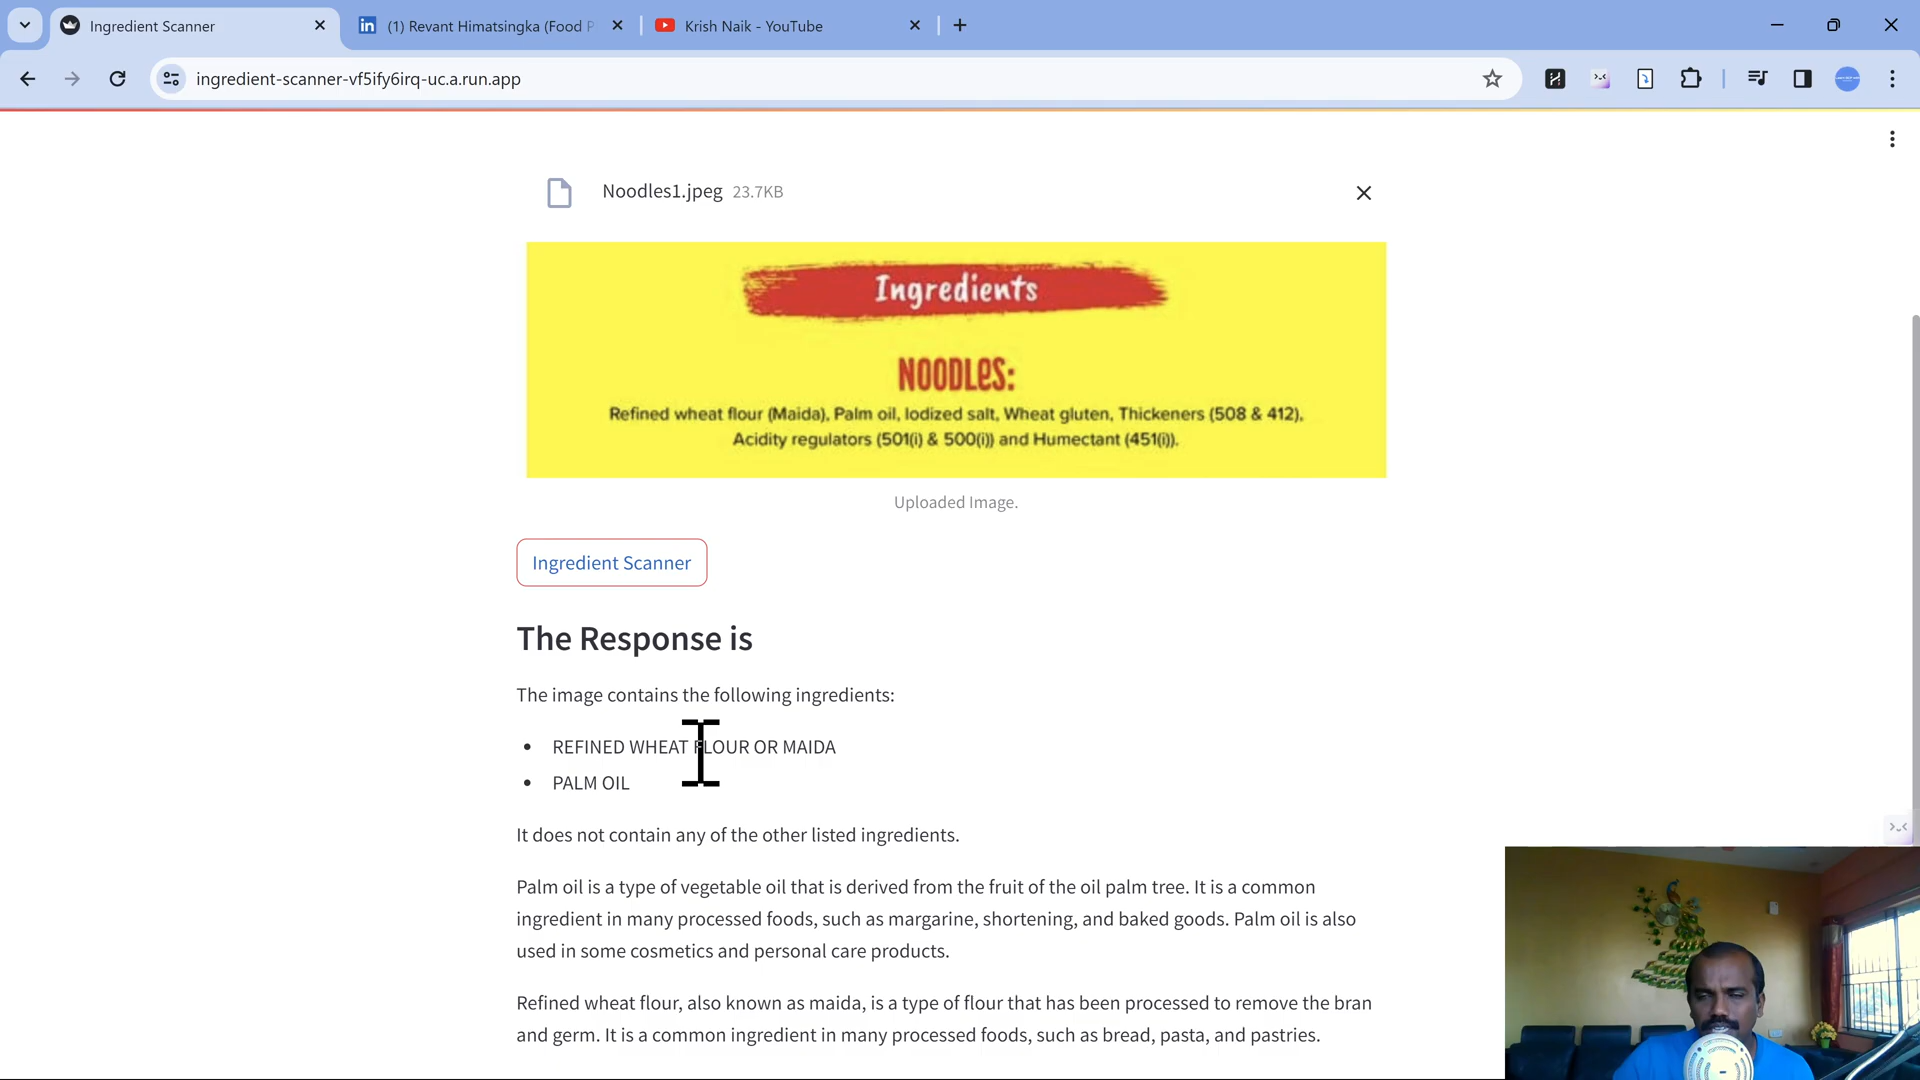 Ingredient Scanner
(1) Revant Himatsingka (Food P
Krish Naik - YouTube
ingredient-scanner-vf5ify6irq-uc.a.run.app
Noodles1.jpeg 23.7KB
Ingredients
NOODLES:
Refined wheat flour (Maida), Palm oil, Iodized salt, Wheat gluten, Thickeners (508 & 412),
Acidity regulators (501(i) & 500(i)) and Humectant (451(i)).
Uploaded Image.
Ingredient Scanner
The Response is
The image contains the following ingredients:
• REFINED WHEAT FLOUR OR MAIDA
• PALM OIL
It does not contain any of the other listed ingredients.
Palm oil is a type of vegetable oil that is derived from the fruit of the oil palm tree. It is a common
ingredient in many processed foods, such as margarine, shortening, and baked goods. Palm oil is also
used in some cosmetics and personal care products.
Refined wheat flour, also known as maida, is a type of flour that has been processed to remove the bran
and germ. It is a common ingredient in many processed foods, such as bread, pasta, and pastries.